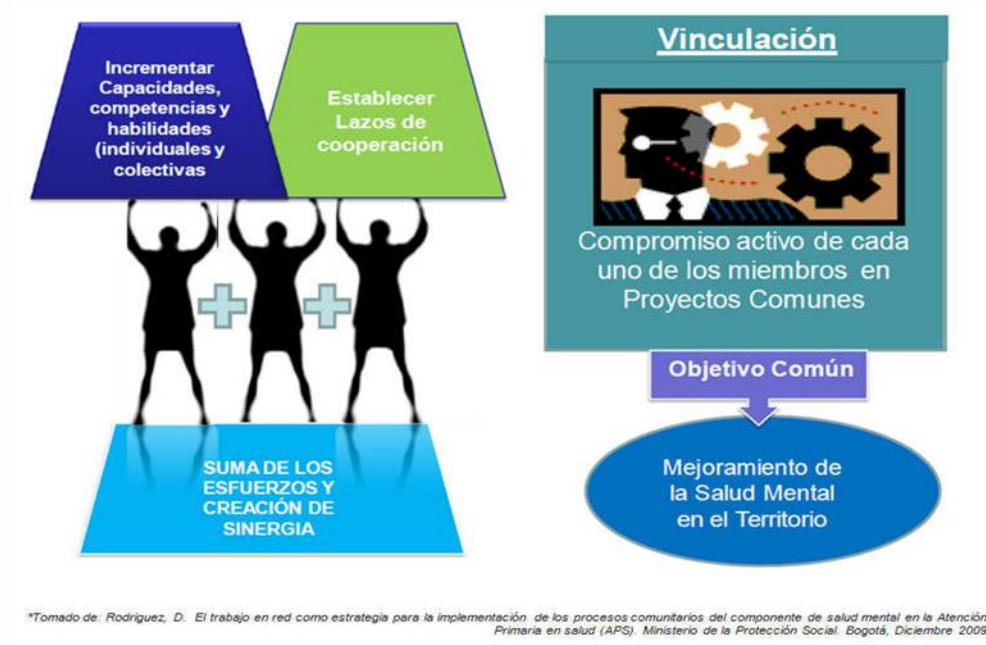 Incrementar
Capacidades,
competencias y
habilidades
(individuales y
colectivas
Establecer
Lazos de
cooperación
SUMA DE LOS
ESFUERZOS Y
CREACIÓN DE
SINERGIA
Vinculación
Compromiso activo de cada
uno de los miembros en
Proyectos Comunes
Objetivo Común
Mejoramiento de
la Salud Mental
en el Territorio
*Tomado de: Rodriguez, D. El trabajo en red como estrategia para la implementación de los procesos comunitarios del componente de salud mental en la Atención
Primaria en salud (APS). Ministerio de la Protección Social. Bogotá, Diciembre 2009